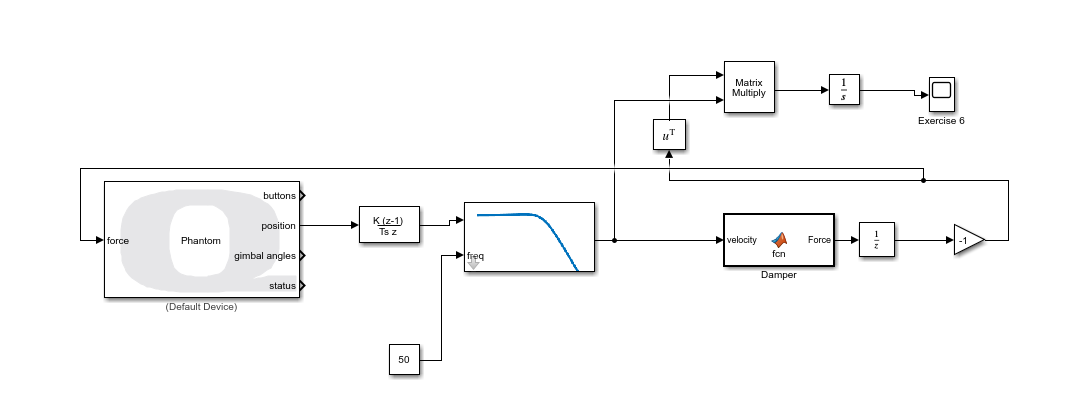 Matrix
Multiply
1
s
Exercise 6
uT
buttons
position
gimbal angles
status
force
Phantom
(Default Device)
K (z-1)
Ts z
freq
velocity
Force
fcn
Damper
1
z
-1
50